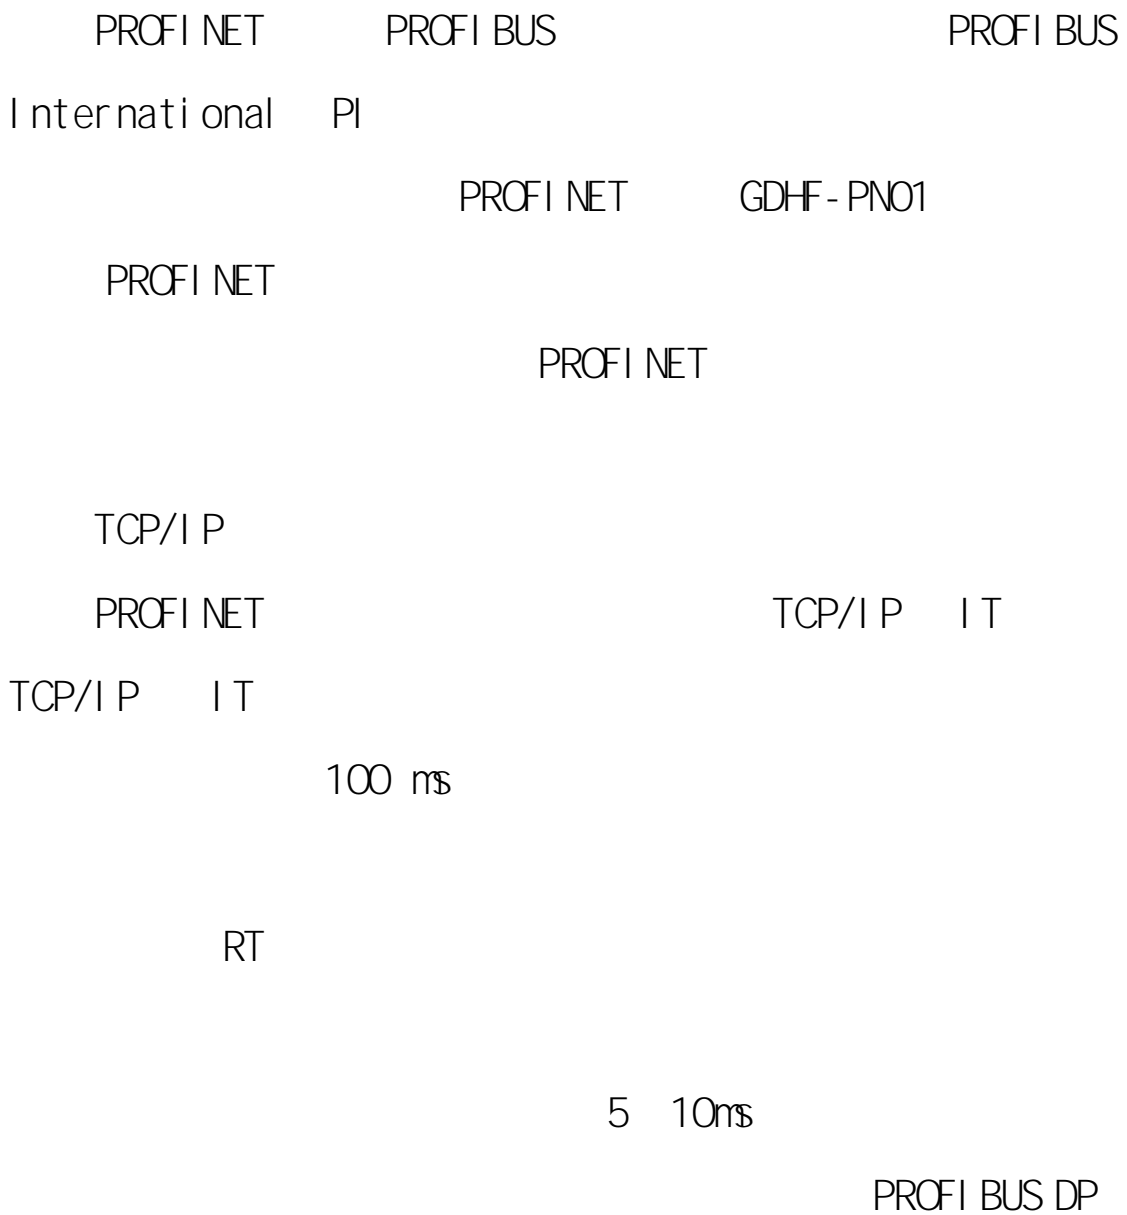 PROFINET PROFIBUS PROFIBUS
International PI
PROFINET GDHF-PN01
PROFINET
PROFINET
TCP/IP
PROFINET TCP/IP IT
TCP/IP IT
100 ms
RT
5 10ms
PROFIBUS DP